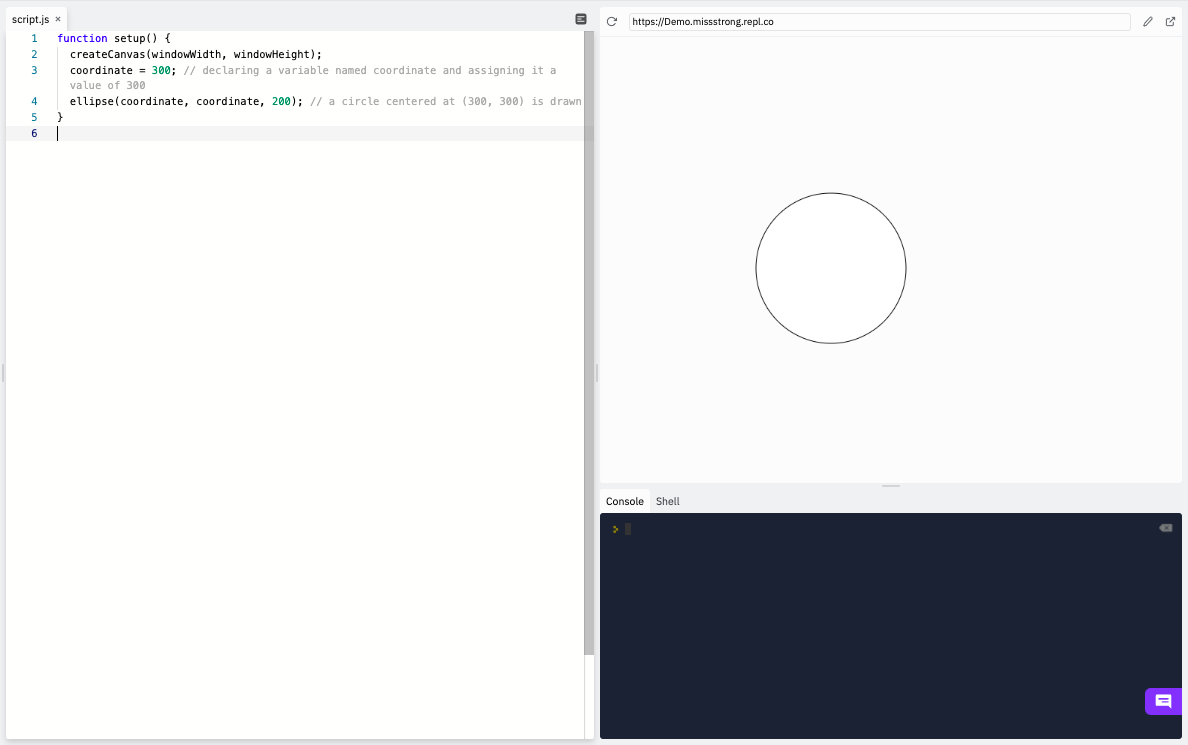 script.js ×
1 function setup() {
2 createCanvas(windowWidth, windowHeight);
3 coordinate = 300; // declaring a variable named coordinate and assigning it a
value of 300
4 ellipse(coordinate, coordinate, 200); // a circle centered at (300, 300) is drawn
5 }
6
https://Demo.missstrong.repl.co
Console Shell